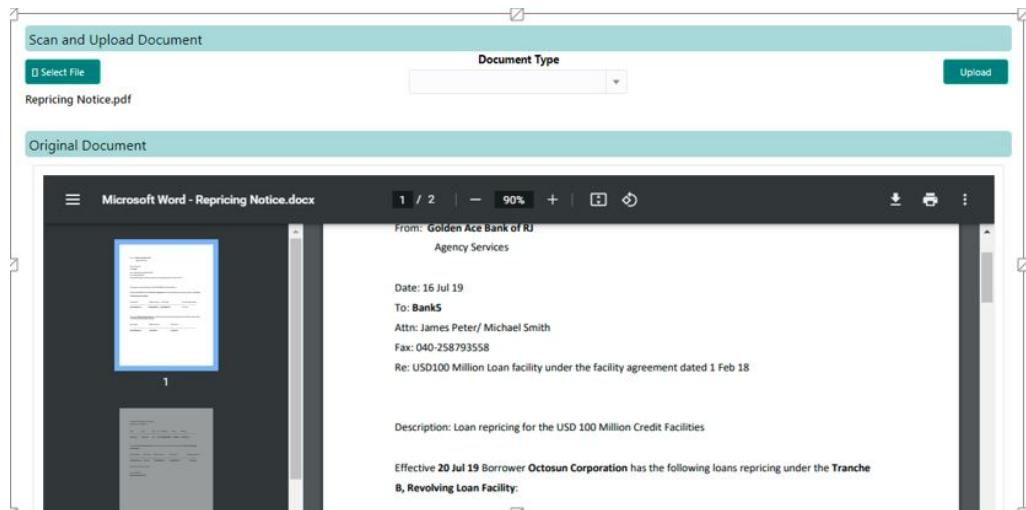 Scan and Upload Document
Document Type
Select File
Upload
Repricing Notice.pdf
Original Document
Microsoft Word - Repricing Notice.docx
1 / 2
90%
From: Golden Ace Bank of RJ
Agency Services
Date: 16 Jul 19
To: Bank5
Attn: James Peter/ Michael Smith
Fax: 040-258793558
Re: USD100 Million Loan facility under the facility agreement dated 1 Feb 18
Description: Loan repricing for the USD 100 Million Credit Facilities
Effective 20 Jul 19 Borrower Octosun Corporation has the following loans repricing under the Tranche
B, Revolving Loan Facility:
1